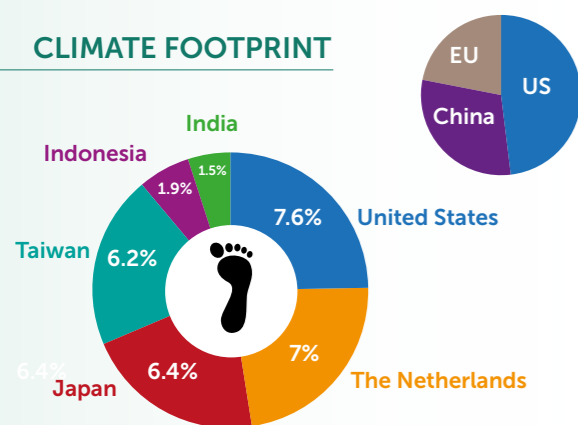 CLIMATE FOOTPRINT
EU
US
China
India
Indonesia
1.5%
1.9%
7.6%
United States
Taiwan
6.2%
6.4%
Japan
6.4%
7%
The Netherlands